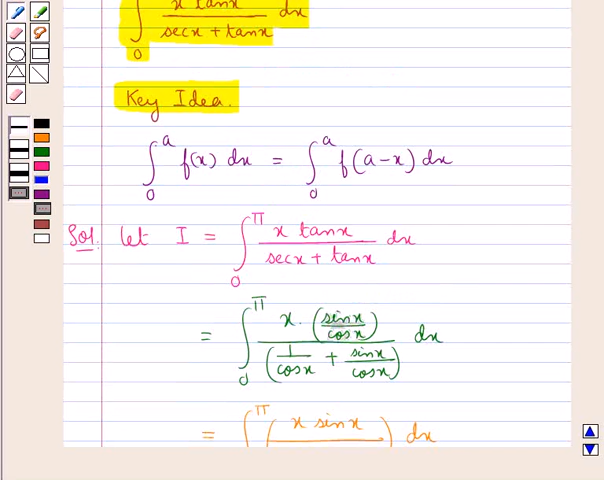 ∫₀ x tanx / secx + tanx dx
Key Idea.
∫₀ᵃ f(x) dx = ∫₀ᵃ f(a-x) dx
Sol. Let I = ∫₀^π x tanx / secx + tanx dx
= ∫₀^π x · (sinx/cosx) / (1/cosx + sinx/cosx) dx
= ∫^π ( x sinx / ) dx